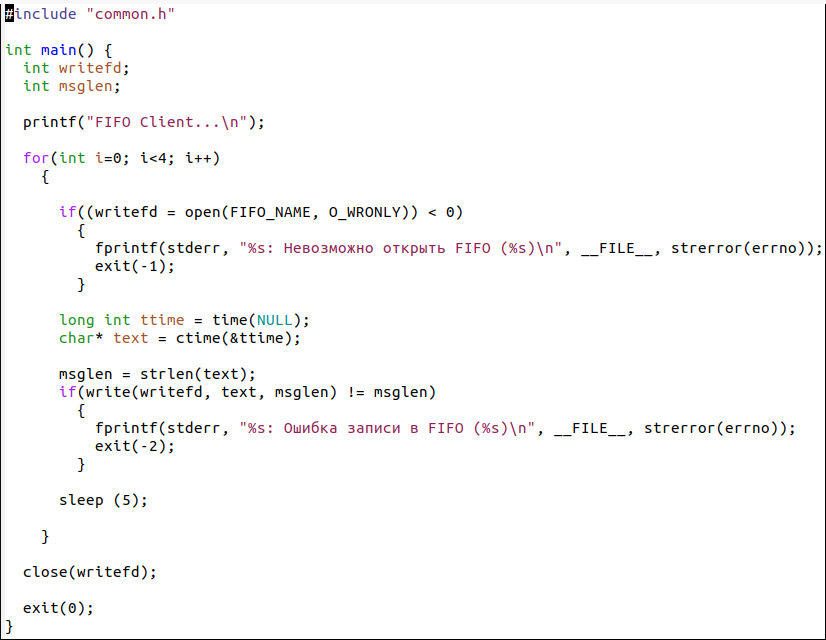 #include "common.h"
int main() {
int writefd;
int msglen;
printf("FIFO Client...\n");
for(int i=0; i<4; i++)
{
if((writefd = open(FIFO_NAME, O_WRONLY)) < 0)
{
fprintf(stderr, "%s: Невозможно открыть FIFO (%s)\n", __FILE__, strerror(errno));
exit(-1);
}
long int ttime = time(NULL);
char* text = ctime(&ttime);
msglen = strlen(text);
if(write(writefd, text, msglen) != msglen)
{
fprintf(stderr, "%s: Ошибка записи в FIFO (%s)\n", __FILE__, strerror(errno));
exit(-2);
}
sleep (5);
}
close(writefd);
exit(0);
}